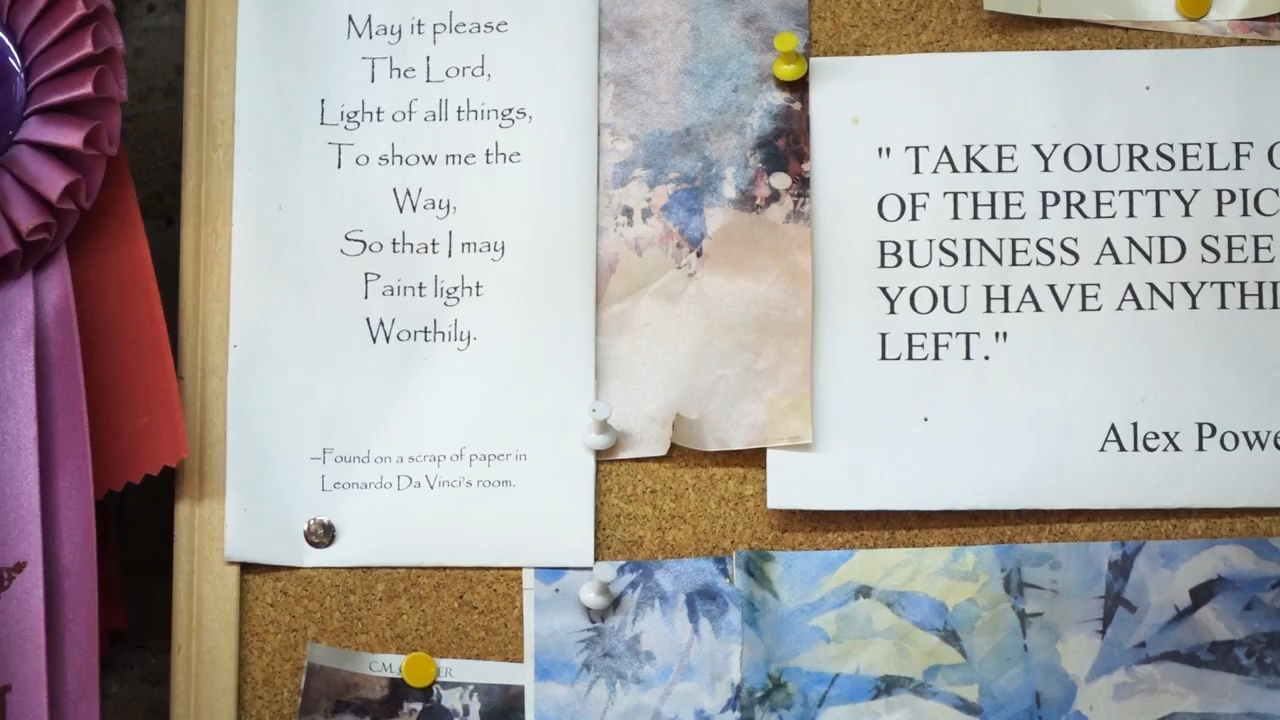 May it please
The Lord,
Light of all things,
To show me the
Way,
So that I may
Paint light
Worthily.
—Found on a scrap of paper in
Leonardo Da Vinci's room.
" TAKE YOURSELF
OF THE PRETTY
BUSINESS AND SEE
YOU HAVE
LEFT."
Alex
C.M.